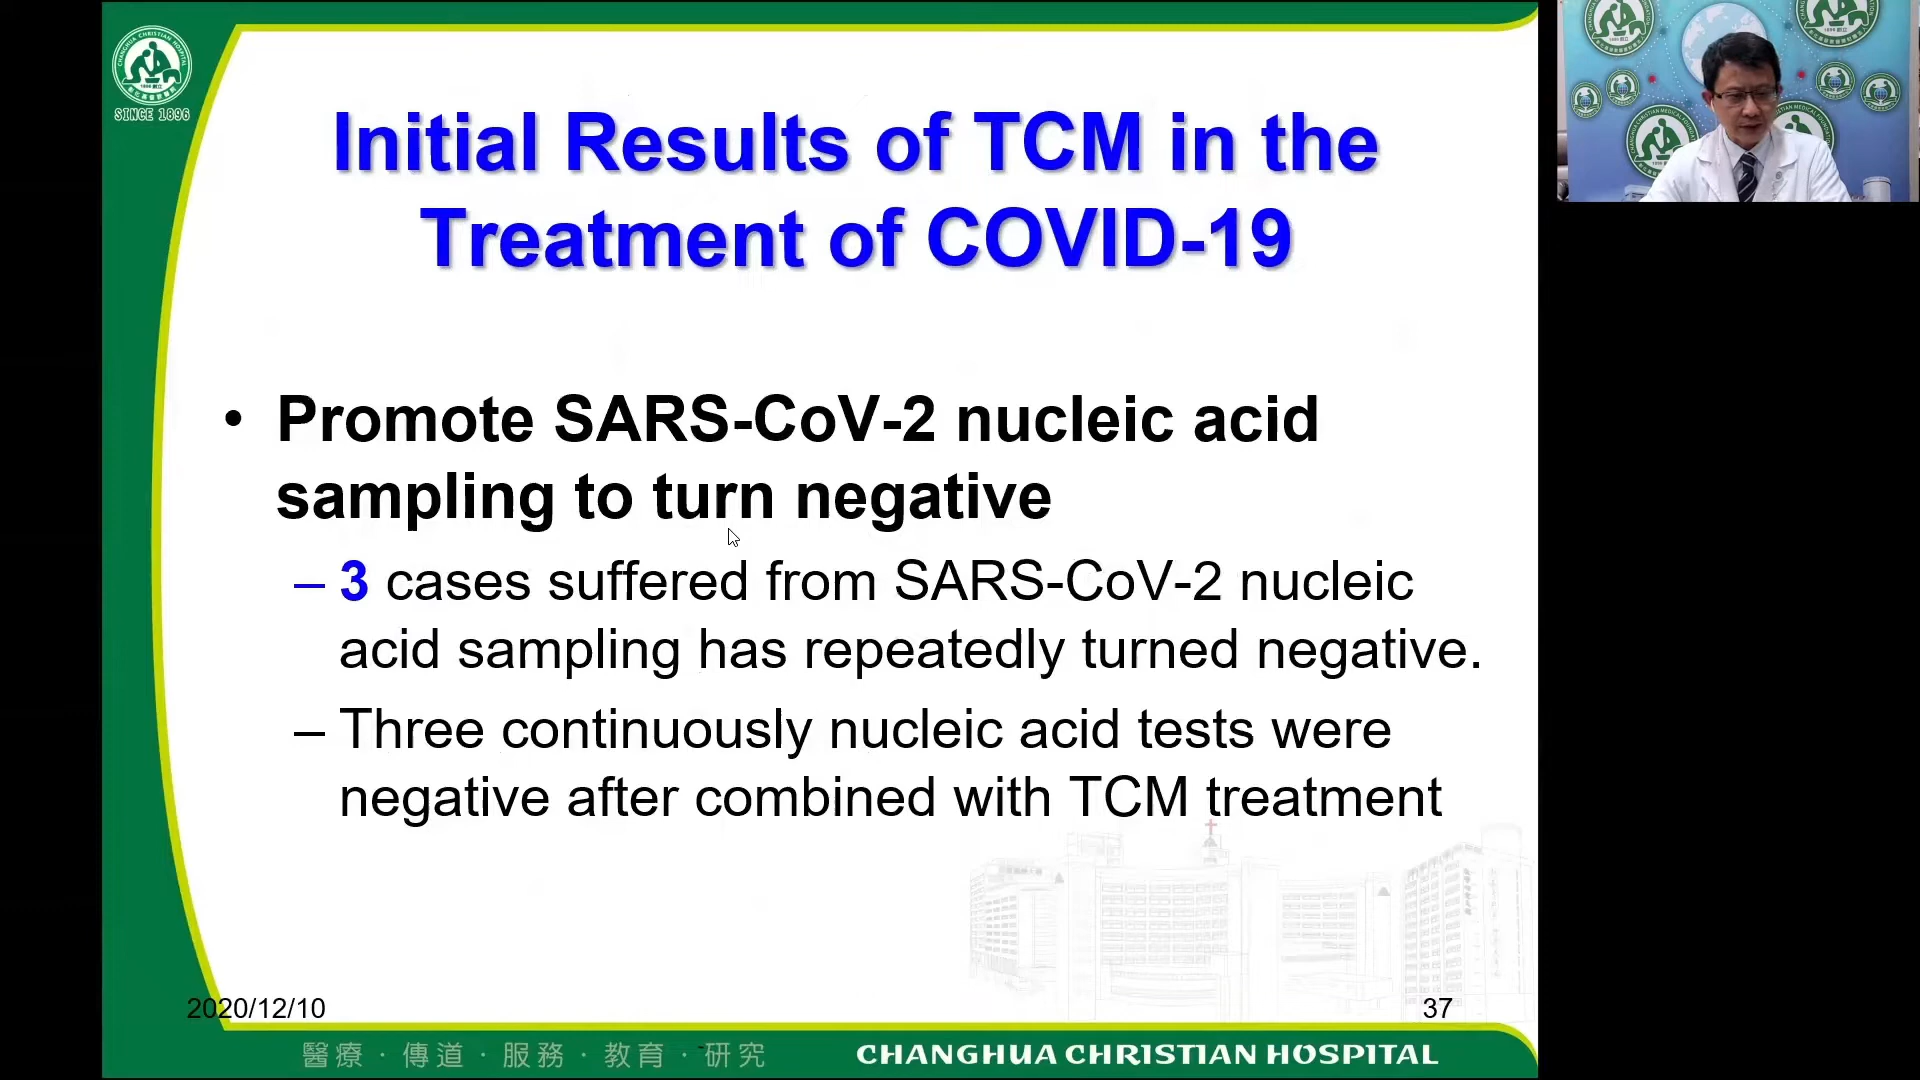 CHANGHUA CHRISTIAN HOSPITAL
SINCE 1896
Initial Results of TCM in the
Treatment of COVID-19
• Promote SARS-CoV-2 nucleic acid
sampling to turn negative
– 3 cases suffered from SARS-CoV-2 nucleic
acid sampling has repeatedly turned negative.
– Three continuously nucleic acid tests were
negative after combined with TCM treatment
2020/12/10
37
醫療·傳道·服務·教育·研究
CHANGHUA CHRISTIAN HOSPITAL